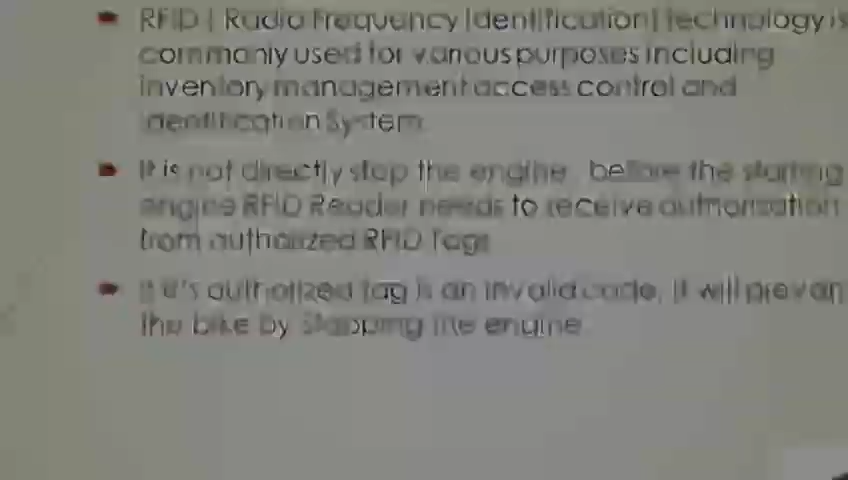 RFID ( Radio Frequency Identification) technology is
commonly used for various purposes including
inventory management access control and
identification System
It is not directly stop the engine, before the starting
engine RFID Reader needs to receive authorization
from authorized RFID Tags
If it's authorized tag is an invalid code, it will preven
the bike by Stopping the engine